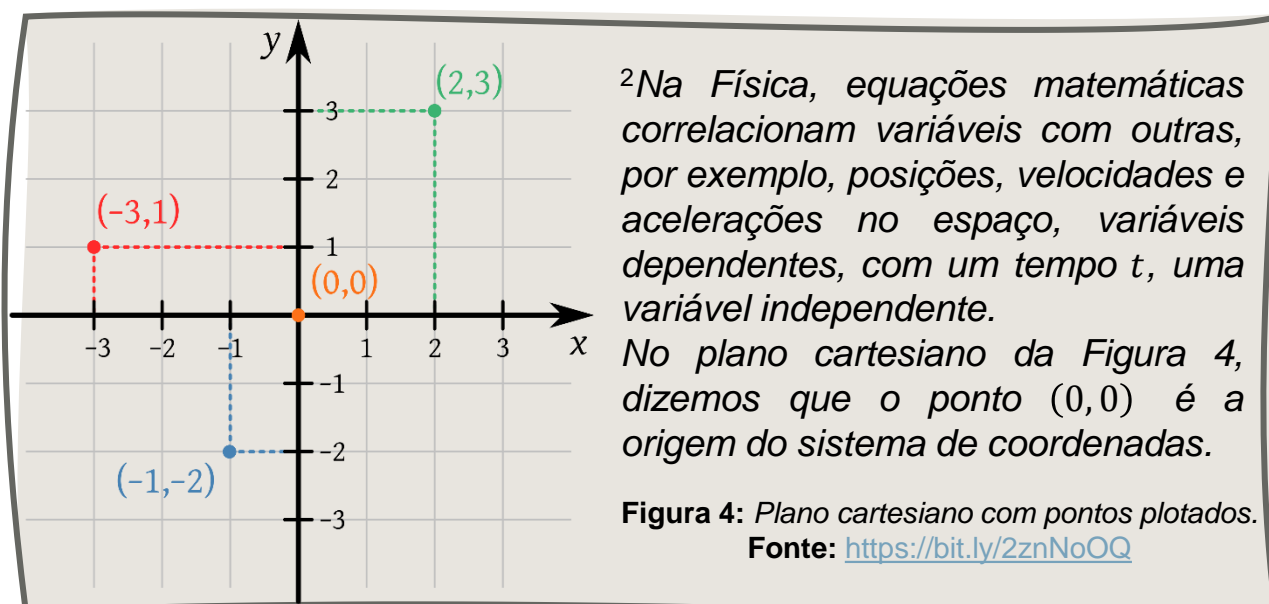 y
(2,3)
3
2
(-3,1)
1
(0,0)
-3 -2 -1 1 2 3 x
-1
-2
(-1,-2)
-3
²Na Física, equações matemáticas
correlacionam variáveis com outras,
por exemplo, posições, velocidades e
acelerações no espaço, variáveis
dependentes, com um tempo t, uma
variável independente.
No plano cartesiano da Figura 4,
dizemos que o ponto (0,0) é a
origem do sistema de coordenadas.
Figura 4: Plano cartesiano com pontos plotados.
Fonte: https://bit.ly/2znNoOQ